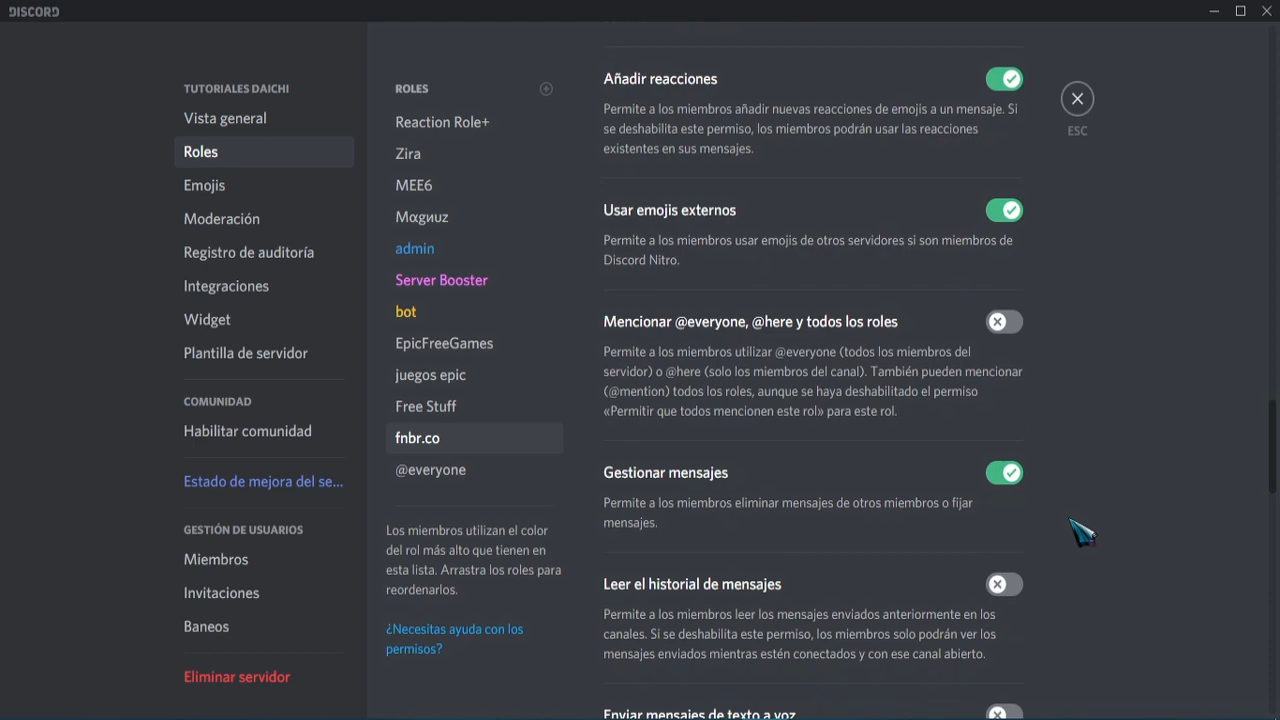 DISCORD
TUTORIALES DAICHI
Vista general
Roles
Emojis
Moderación
Registro de auditoría
Integraciones
Widget
Plantilla de servidor
COMUNIDAD
Habilitar comunidad
Estado de mejora del se...
GESTIÓN DE USUARIOS
Miembros
Invitaciones
Baneos
Eliminar servidor
ROLES
Reaction Role+
Zira
MEE6
Mαgиuz
admin
Server Booster
bot
EpicFreeGames
juegos epic
Free Stuff
fnbr.co
@everyone
Los miembros utilizan el color
del rol más alto que tienen en
esta lista. Arrastra los roles para
reordenarlos.
¿Necesitas ayuda con los
permisos?
Añadir reacciones
Permite a los miembros añadir nuevas reacciones de emojis a un mensaje. Si
se deshabilita este permiso, los miembros podrán usar las reacciones
existentes en sus mensajes.
Usar emojis externos
Permite a los miembros usar emojis de otros servidores si son miembros de
Discord Nitro.
Mencionar @everyone, @here y todos los roles
Permite a los miembros utilizar @everyone (todos los miembros del
servidor) o @here (solo los miembros del canal). También pueden mencionar
(@mention) todos los roles, aunque se haya deshabilitado el permiso
«Permitir que todos mencionen este rol» para este rol.
Gestionar mensajes
Permite a los miembros eliminar mensajes de otros miembros o fijar
mensajes.
Leer el historial de mensajes
Permite a los miembros leer los mensajes enviados anteriormente en los
canales. Si se deshabilita este permiso, los miembros solo podrán ver los
mensajes enviados mientras estén conectados y con ese canal abierto.
Enviar mensajes de texto a voz
ESC